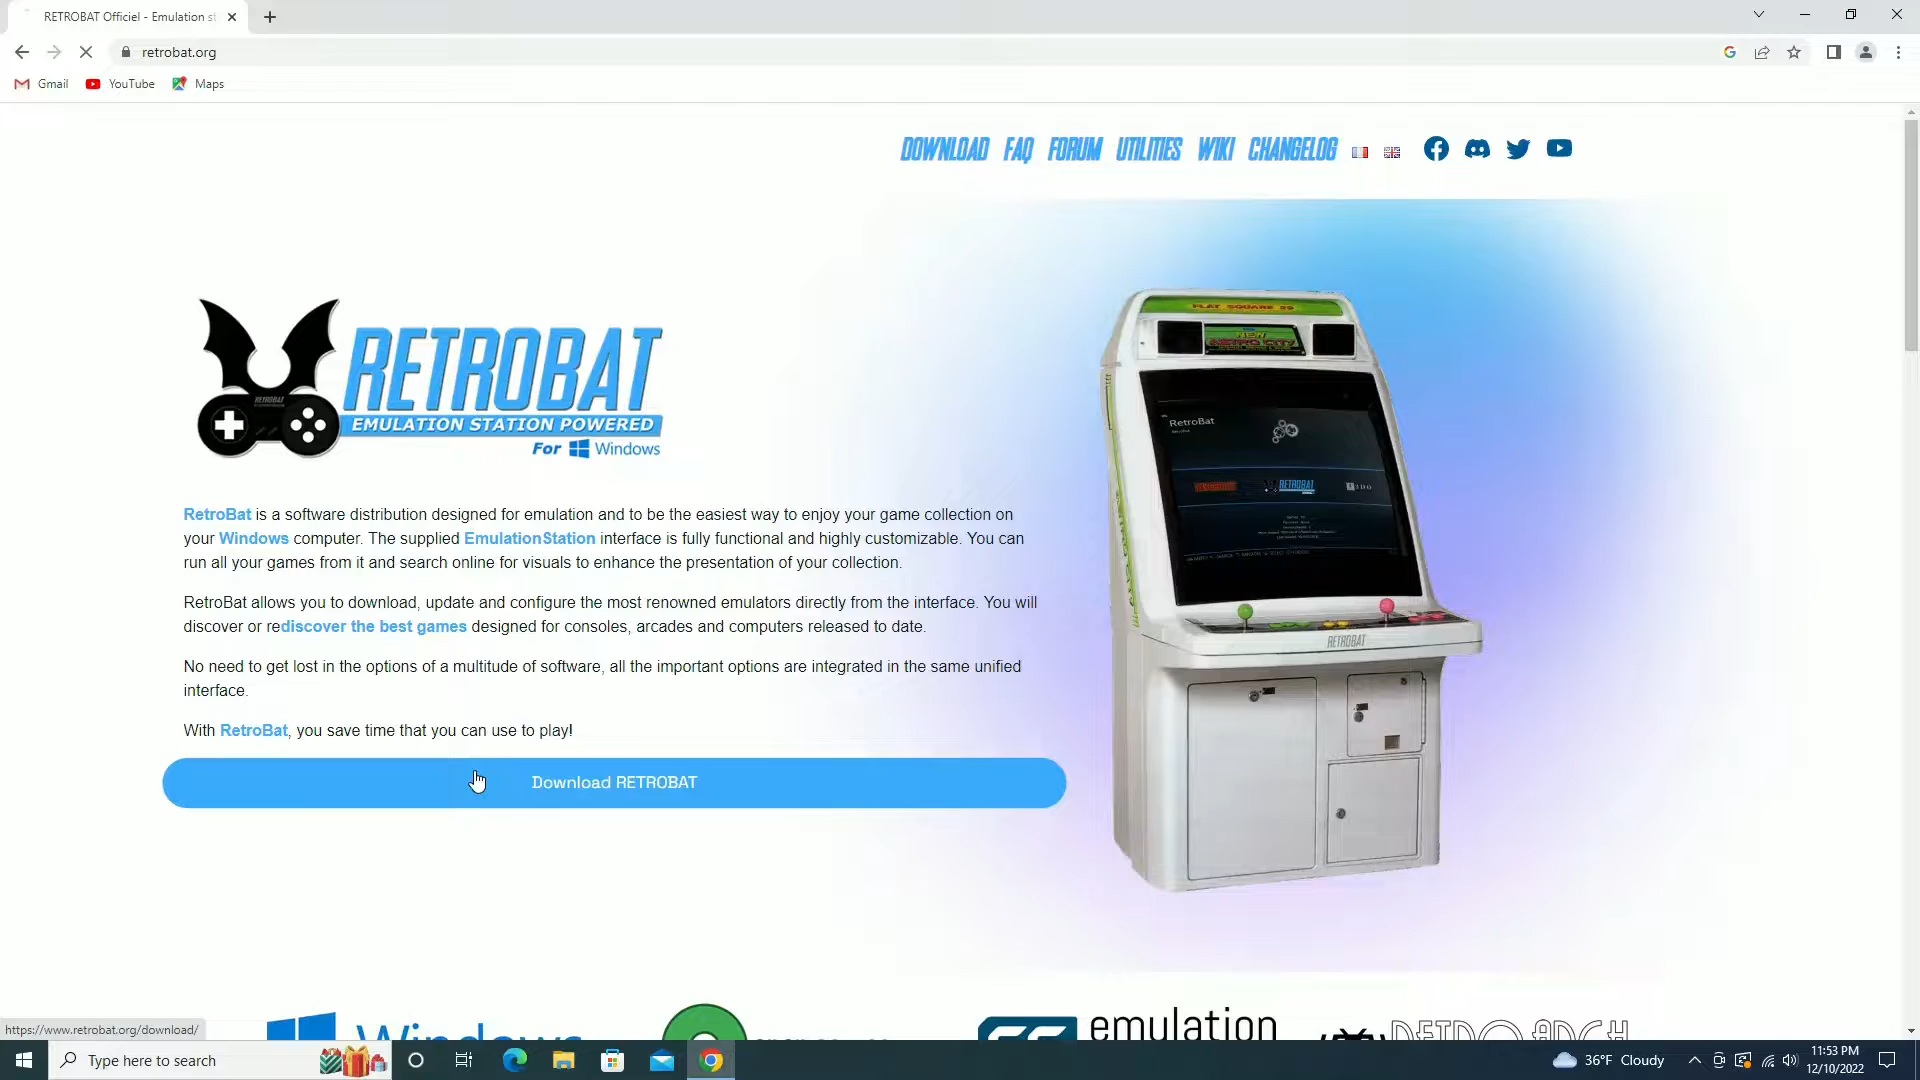 RETROBAT Officiel - Emulation st
retrobat.org
Gmail
YouTube
Maps
DOWNLOAD FAQ FORUM UTILITIES WIKI CHANGELOG
RETROBAT
EMULATION STATION POWERED
For Windows
RetroBat is a software distribution designed for emulation and to be the easiest way to enjoy your game collection on
your Windows computer. The supplied EmulationStation interface is fully functional and highly customizable. You can
run all your games from it and search online for visuals to enhance the presentation of your collection.
RetroBat allows you to download, update and configure the most renowned emulators directly from the interface. You will
discover or rediscover the best games designed for consoles, arcades and computers released to date.
No need to get lost in the options of a multitude of software, all the important options are integrated in the same unified
interface.
With RetroBat, you save time that you can use to play!
Download RETROBAT
PLAY SQUARE 29
NEW
RETRO CITY
RetroBat
RETROBAT
RETROBAT
Windows
emulation
RETROARCH
https://www.retrobat.org/download/
Type here to search
36°F Cloudy
11:53 PM
12/10/2022